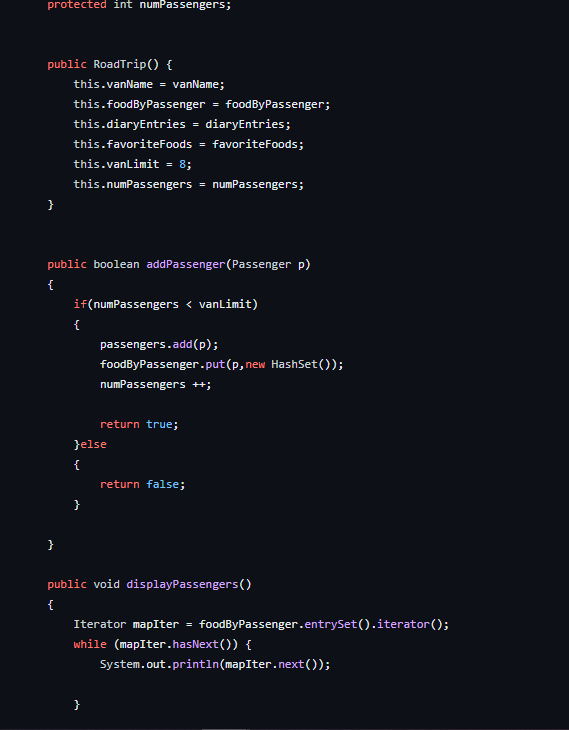 protected int numPassengers;
public RoadTrip() {
this.vanName = vanName;
this.foodByPassenger = foodByPassenger;
this.diaryEntries = diaryEntries;
this.favoriteFoods = favoriteFoods;
this.vanLimit = 8;
this.numPassengers = numPassengers;
}
public boolean addPassenger(Passenger p)
{
if(numPassengers < vanLimit)
{
passengers.add(p);
foodByPassenger.put(p,new HashSet());
numPassengers ++;
return true;
}else
{
return false;
}
}
public void displayPassengers()
{
Iterator mapIter = foodByPassenger.entrySet().iterator();
while (mapIter.hasNext()) {
System.out.println(mapIter.next());
}